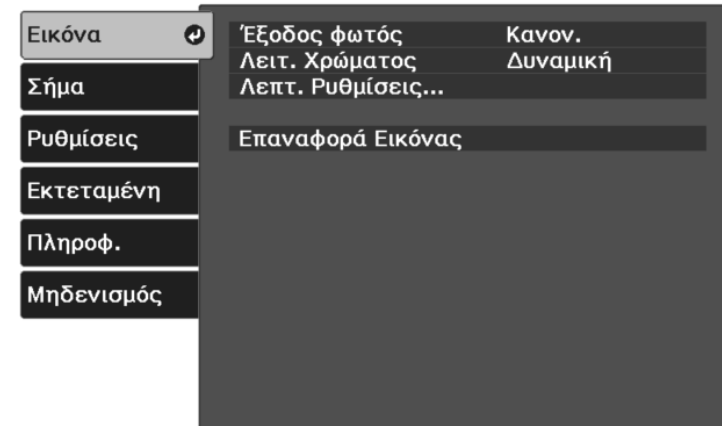 Εικόνα
Σήμα
Ρυθμίσεις
Εκτεταμένη
Πληροφ.
Μηδενισμός
Έξοδος φωτός Κανον.
Λειτ. Χρώματος Δυναμική
Λεπτ. Ρυθμίσεις...
Επαναφορά Εικόνας